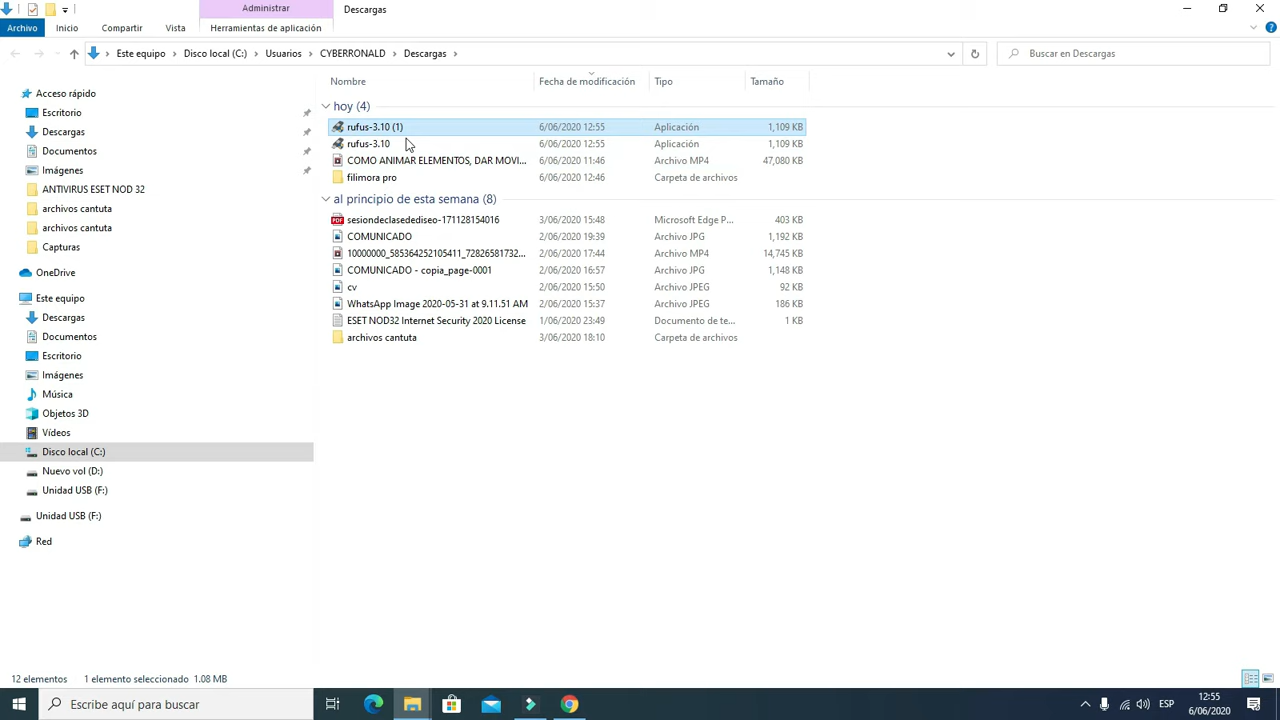 Administrar
Descargas
Archivo
Inicio
Compartir
Vista
Herramientas de aplicación
Este equipo
Disco local (C:)
Usuarios
CYBERRONALD
Descargas
Buscar en Descargas
Nombre
Fecha de modificación
Tipo
Tamaño
Acceso rápido
Escritorio
Descargas
Documentos
Imágenes
ANTIVIRUS ESET NOD 32
archivos cantuta
archivos cantuta
Capturas
OneDrive
Este equipo
Descargas
Documentos
Escritorio
Imágenes
Música
Objetos 3D
Vídeos
Disco local (C:)
Nuevo vol (D:)
Unidad USB (F:)
Unidad USB (F:)
Red
hoy (4)
rufus-3.10 (1) 6/06/2020 12:55 Aplicación 1,109 KB
rufus-3.10 6/06/2020 12:55 Aplicación 1,109 KB
COMO ANIMAR ELEMENTOS, DAR MOVI... 6/06/2020 11:46 Archivo MP4 47,080 KB
filimora pro 6/06/2020 12:46 Carpeta de archivos
al principio de esta semana (8)
sesiondeclasedediseo-171128154016 3/06/2020 15:48 Microsoft Edge P... 403 KB
COMUNICADO 2/06/2020 19:39 Archivo JPG 1,192 KB
10000000_585364252105411_72826581732... 2/06/2020 17:44 Archivo MP4 14,745 KB
COMUNICADO - copia_page-0001 2/06/2020 16:57 Archivo JPG 1,148 KB
cv 2/06/2020 15:50 Archivo JPEG 92 KB
WhatsApp Image 2020-05-31 at 9.11.51 AM 2/06/2020 15:37 Archivo JPEG 186 KB
ESET NOD32 Internet Security 2020 License 1/06/2020 23:49 Documento de te... 1 KB
archivos cantuta 3/06/2020 18:10 Carpeta de archivos
12 elementos
1 elemento seleccionado 1.08 MB
Escribe aquí para buscar
ESP
12:55
6/06/2020